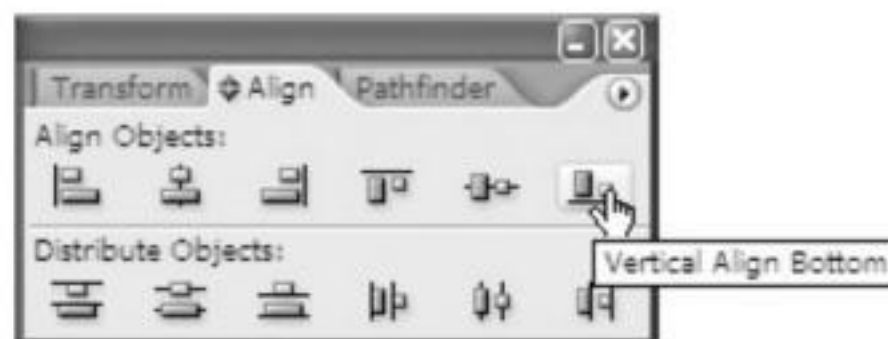 Transform Align Pathfinder
Align Objects:
Vertical Align Bottom
Distribute Objects: